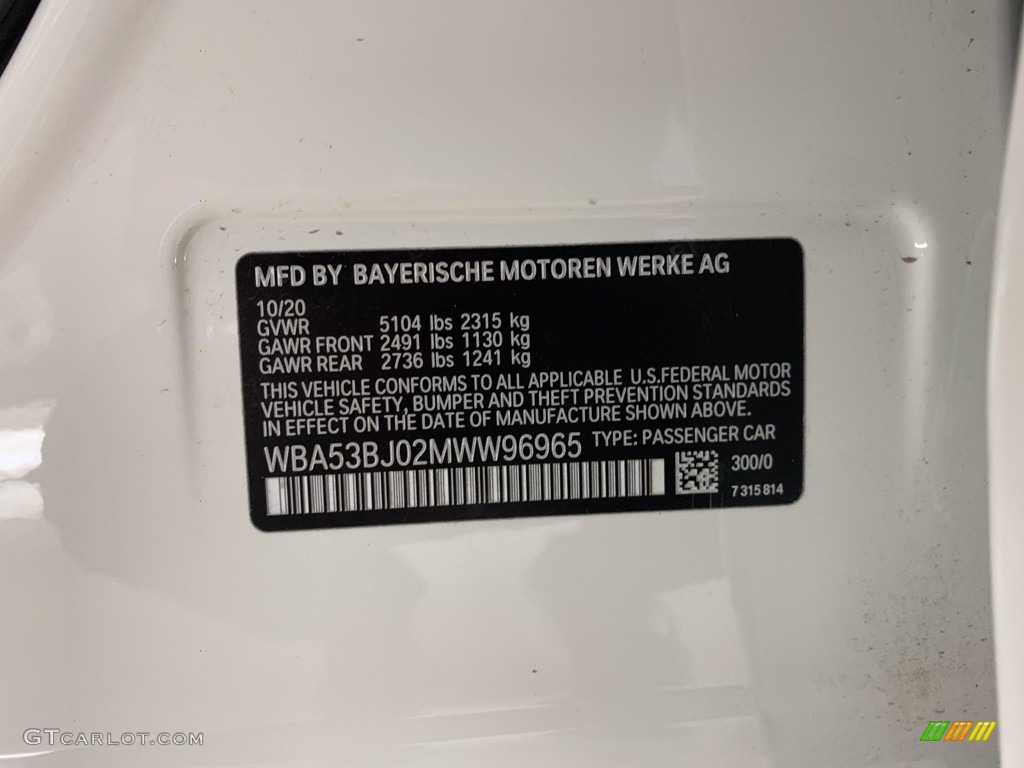 MFD BY BAYERISCHE MOTOREN WERKE AG
10/20
GVWR 5104 lbs 2315 kg
GAWR FRONT 2491 lbs 1130 kg
GAWR REAR 2736 lbs 1241 kg
THIS VEHICLE CONFORMS TO ALL APPLICABLE U.S.FEDERAL MOTOR
VEHICLE SAFETY, BUMPER AND THEFT PREVENTION STANDARDS
IN EFFECT ON THE DATE OF MANUFACTURE SHOWN ABOVE.
WBA53BJ02MWW96965 TYPE: PASSENGER CAR
300/0
7315814
GTCARLOT.COM